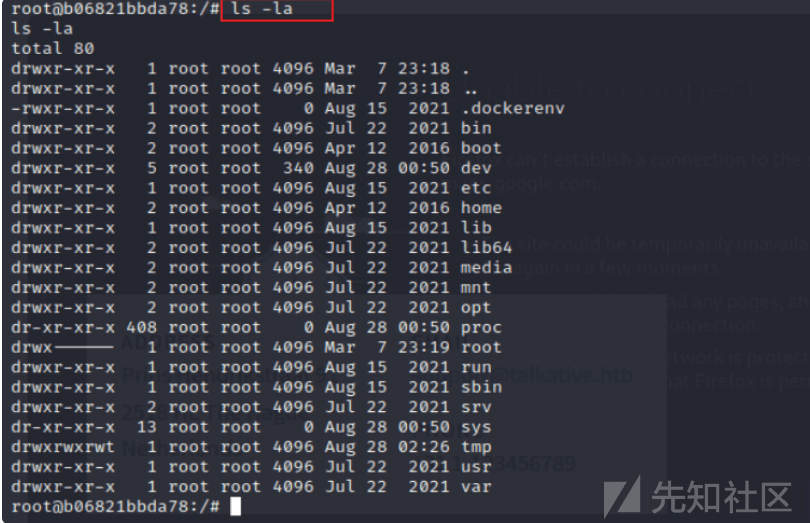 root@b06821bbda78:/# ls -la
ls -la
total 80
drwxr-xr-x 1 root root 4096 Mar 7 23:18 .
drwxr-xr-x 1 root root 4096 Mar 7 23:18 ..
-rwxr-xr-x 1 root root 0 Aug 15 2021 .dockerenv
drwxr-xr-x 2 root root 4096 Jul 22 2021 bin
drwxr-xr-x 2 root root 4096 Apr 12 2016 boot
drwxr-xr-x 5 root root 340 Aug 28 00:50 dev
drwxr-xr-x 1 root root 4096 Aug 15 2021 etc
drwxr-xr-x 2 root root 4096 Apr 12 2016 home
drwxr-xr-x 1 root root 4096 Aug 15 2021 lib
drwxr-xr-x 2 root root 4096 Jul 22 2021 lib64
drwxr-xr-x 2 root root 4096 Jul 22 2021 media
drwxr-xr-x 2 root root 4096 Jul 22 2021 mnt
drwxr-xr-x 2 root root 4096 Jul 22 2021 opt
dr-xr-xr-x 408 root root 0 Aug 28 00:50 proc
drwx------ 1 root root 4096 Mar 7 23:19 root
drwxr-xr-x 1 root root 4096 Aug 15 2021 run
drwxr-xr-x 1 root root 4096 Aug 15 2021 sbin
drwxr-xr-x 2 root root 4096 Jul 22 2021 srv
dr-xr-xr-x 13 root root 0 Aug 28 00:50 sys
drwxrwxrwt 1 root root 4096 Aug 28 02:26 tmp
drwxr-xr-x 1 root root 4096 Jul 22 2021 usr
drwxr-xr-x 1 root root 4096 Jul 22 2021 var
root@b06821bbda78:/#
先知社区